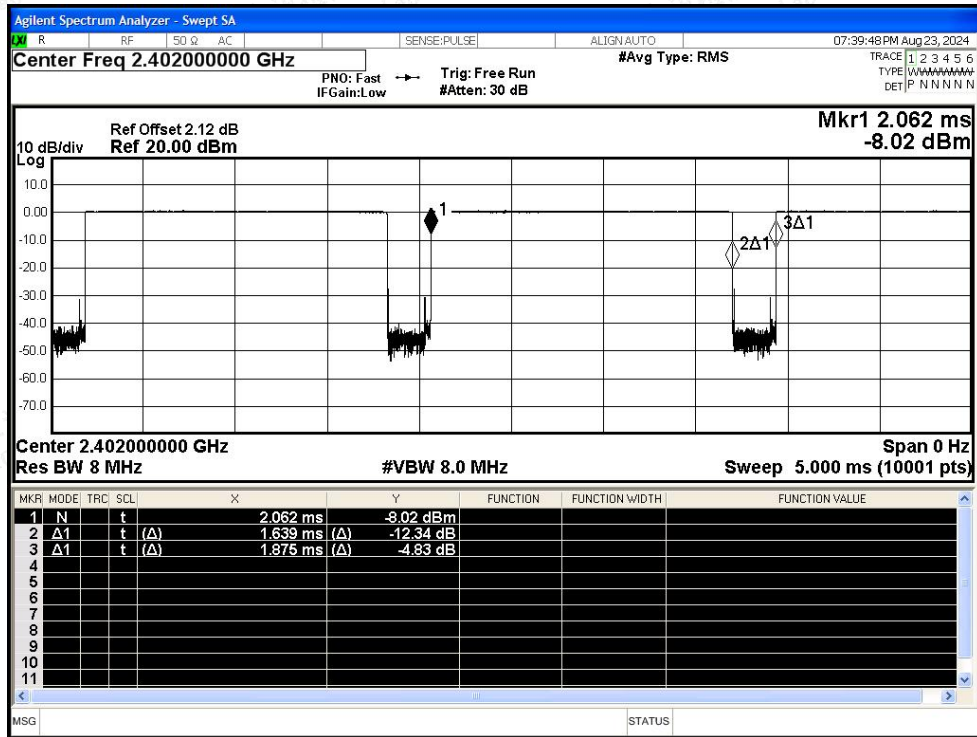 Agilent Spectrum Analyzer - Swept SA
LXI R RF 50 Ω AC SENSE:PULSE ALIGN AUTO 07:39:48 PM Aug 23, 2024
Center Freq 2.402000000 GHz #Avg Type: RMS TRACE 1 2 3 4 5 6
PNO: Fast Trig: Free Run TYPE WWWWWW
IFGain:Low #Atten: 30 dB DET P N N N N N
Mkr1 2.062 ms
Ref Offset 2.12 dB
10 dB/div Ref 20.00 dBm -8.02 dBm
Log
10.0
0.00
1
3Δ1
-10.0
2Δ1
-20.0
-30.0
-40.0
-50.0
-60.0
-70.0
Center 2.402000000 GHz Span 0 Hz
Res BW 8 MHz #VBW 8.0 MHz Sweep 5.000 ms (10001 pts)
MKR MODE TRC SCL X Y FUNCTION FUNCTION WIDTH FUNCTION VALUE
1 N t 2.062 ms -8.02 dBm
2 Δ1 t (Δ) 1.639 ms (Δ) -12.34 dB
3 Δ1 t (Δ) 1.875 ms (Δ) -4.83 dB
4
5
6
7
8
9
10
11
MSG STATUS